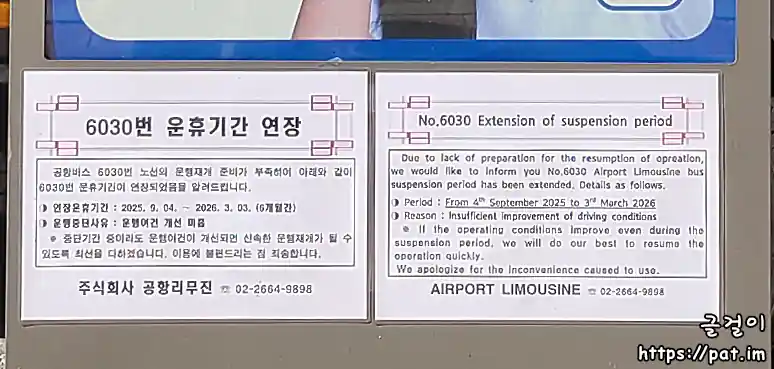 6030번 운휴기간 연장
공항버스 6030번 노선의 운행재개 준비가 부족하여 아래와 같이
6030번 운휴기간이 연장되었음을 알려드립니다.
◑ 연장운휴기간 : 2025. 9. 04. ~ 2026. 3. 03. (6개월간)
◑ 운행중단사유 : 운행여건 개선 미흡
※ 중단기간 중이라도 운행여건이 개선되면 신속한 운행재개가 될 수
있도록 최선을 다하겠습니다. 이용에 불편드리는 점 죄송합니다.
주식회사 공항리무진 ☏ 02-2664-9898
No.6030 Extension of suspension period
Due to lack of preparation for the resumption of opreation,
we would like to inform you No.6030 Airport Limousine bus
suspension period has been extended. Details as follows.
◑ Period : From 4th September 2025 to 3rd March 2026
◑ Reason : Insufficient improvement of driving conditions
※ If the operating conditions improve even during the
suspension period, we will do our best to resume the
operation quickly.
We apologize for the inconvenience caused to use.
AIRPORT LIMOUSINE ☏ 02-2664-9898
글걸이
https://pat.im